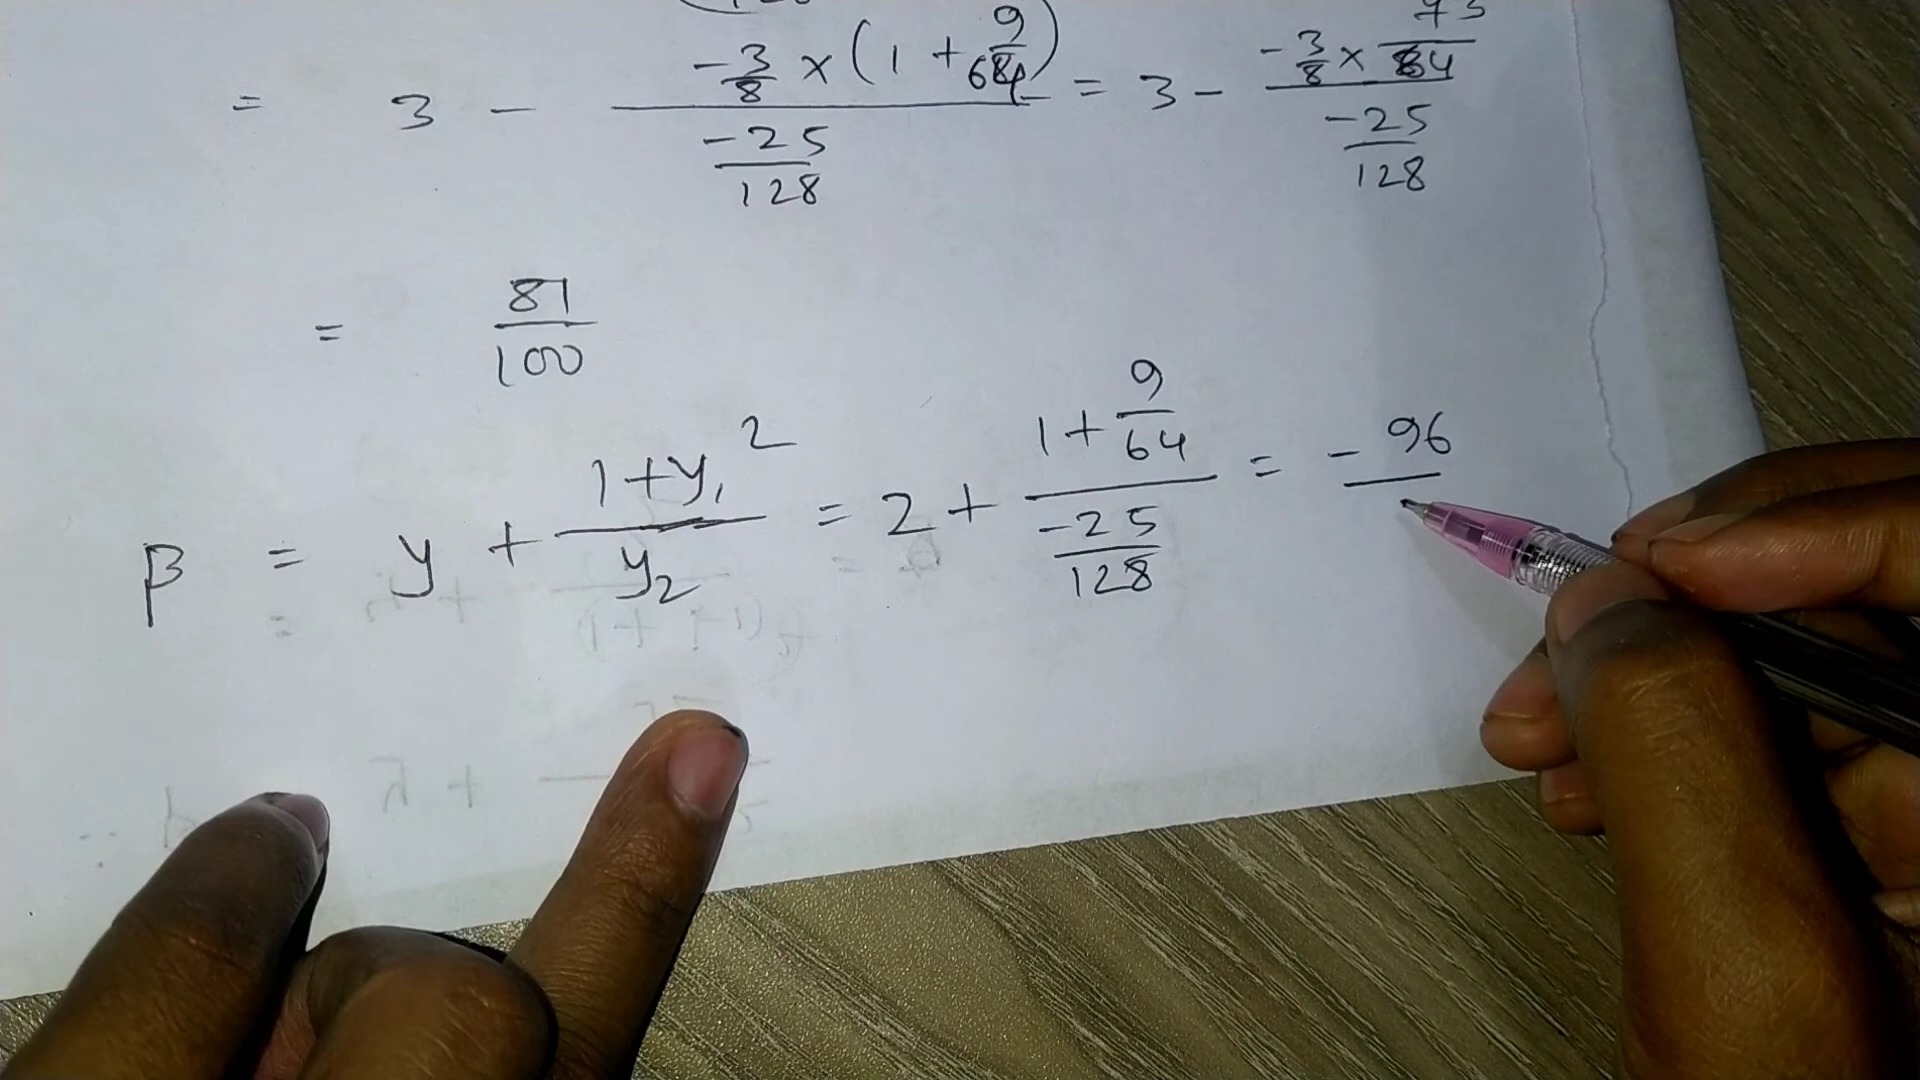 = 3 - (-3/8 × (1 + 9/64)) / (-25/128) = 3 - (-3/8 × 73/64) / (-25/128)
= 81/100
β = y + (1+y₁²)/y₂ = 2 + (1 + 9/64) / (-25/128) = - 96